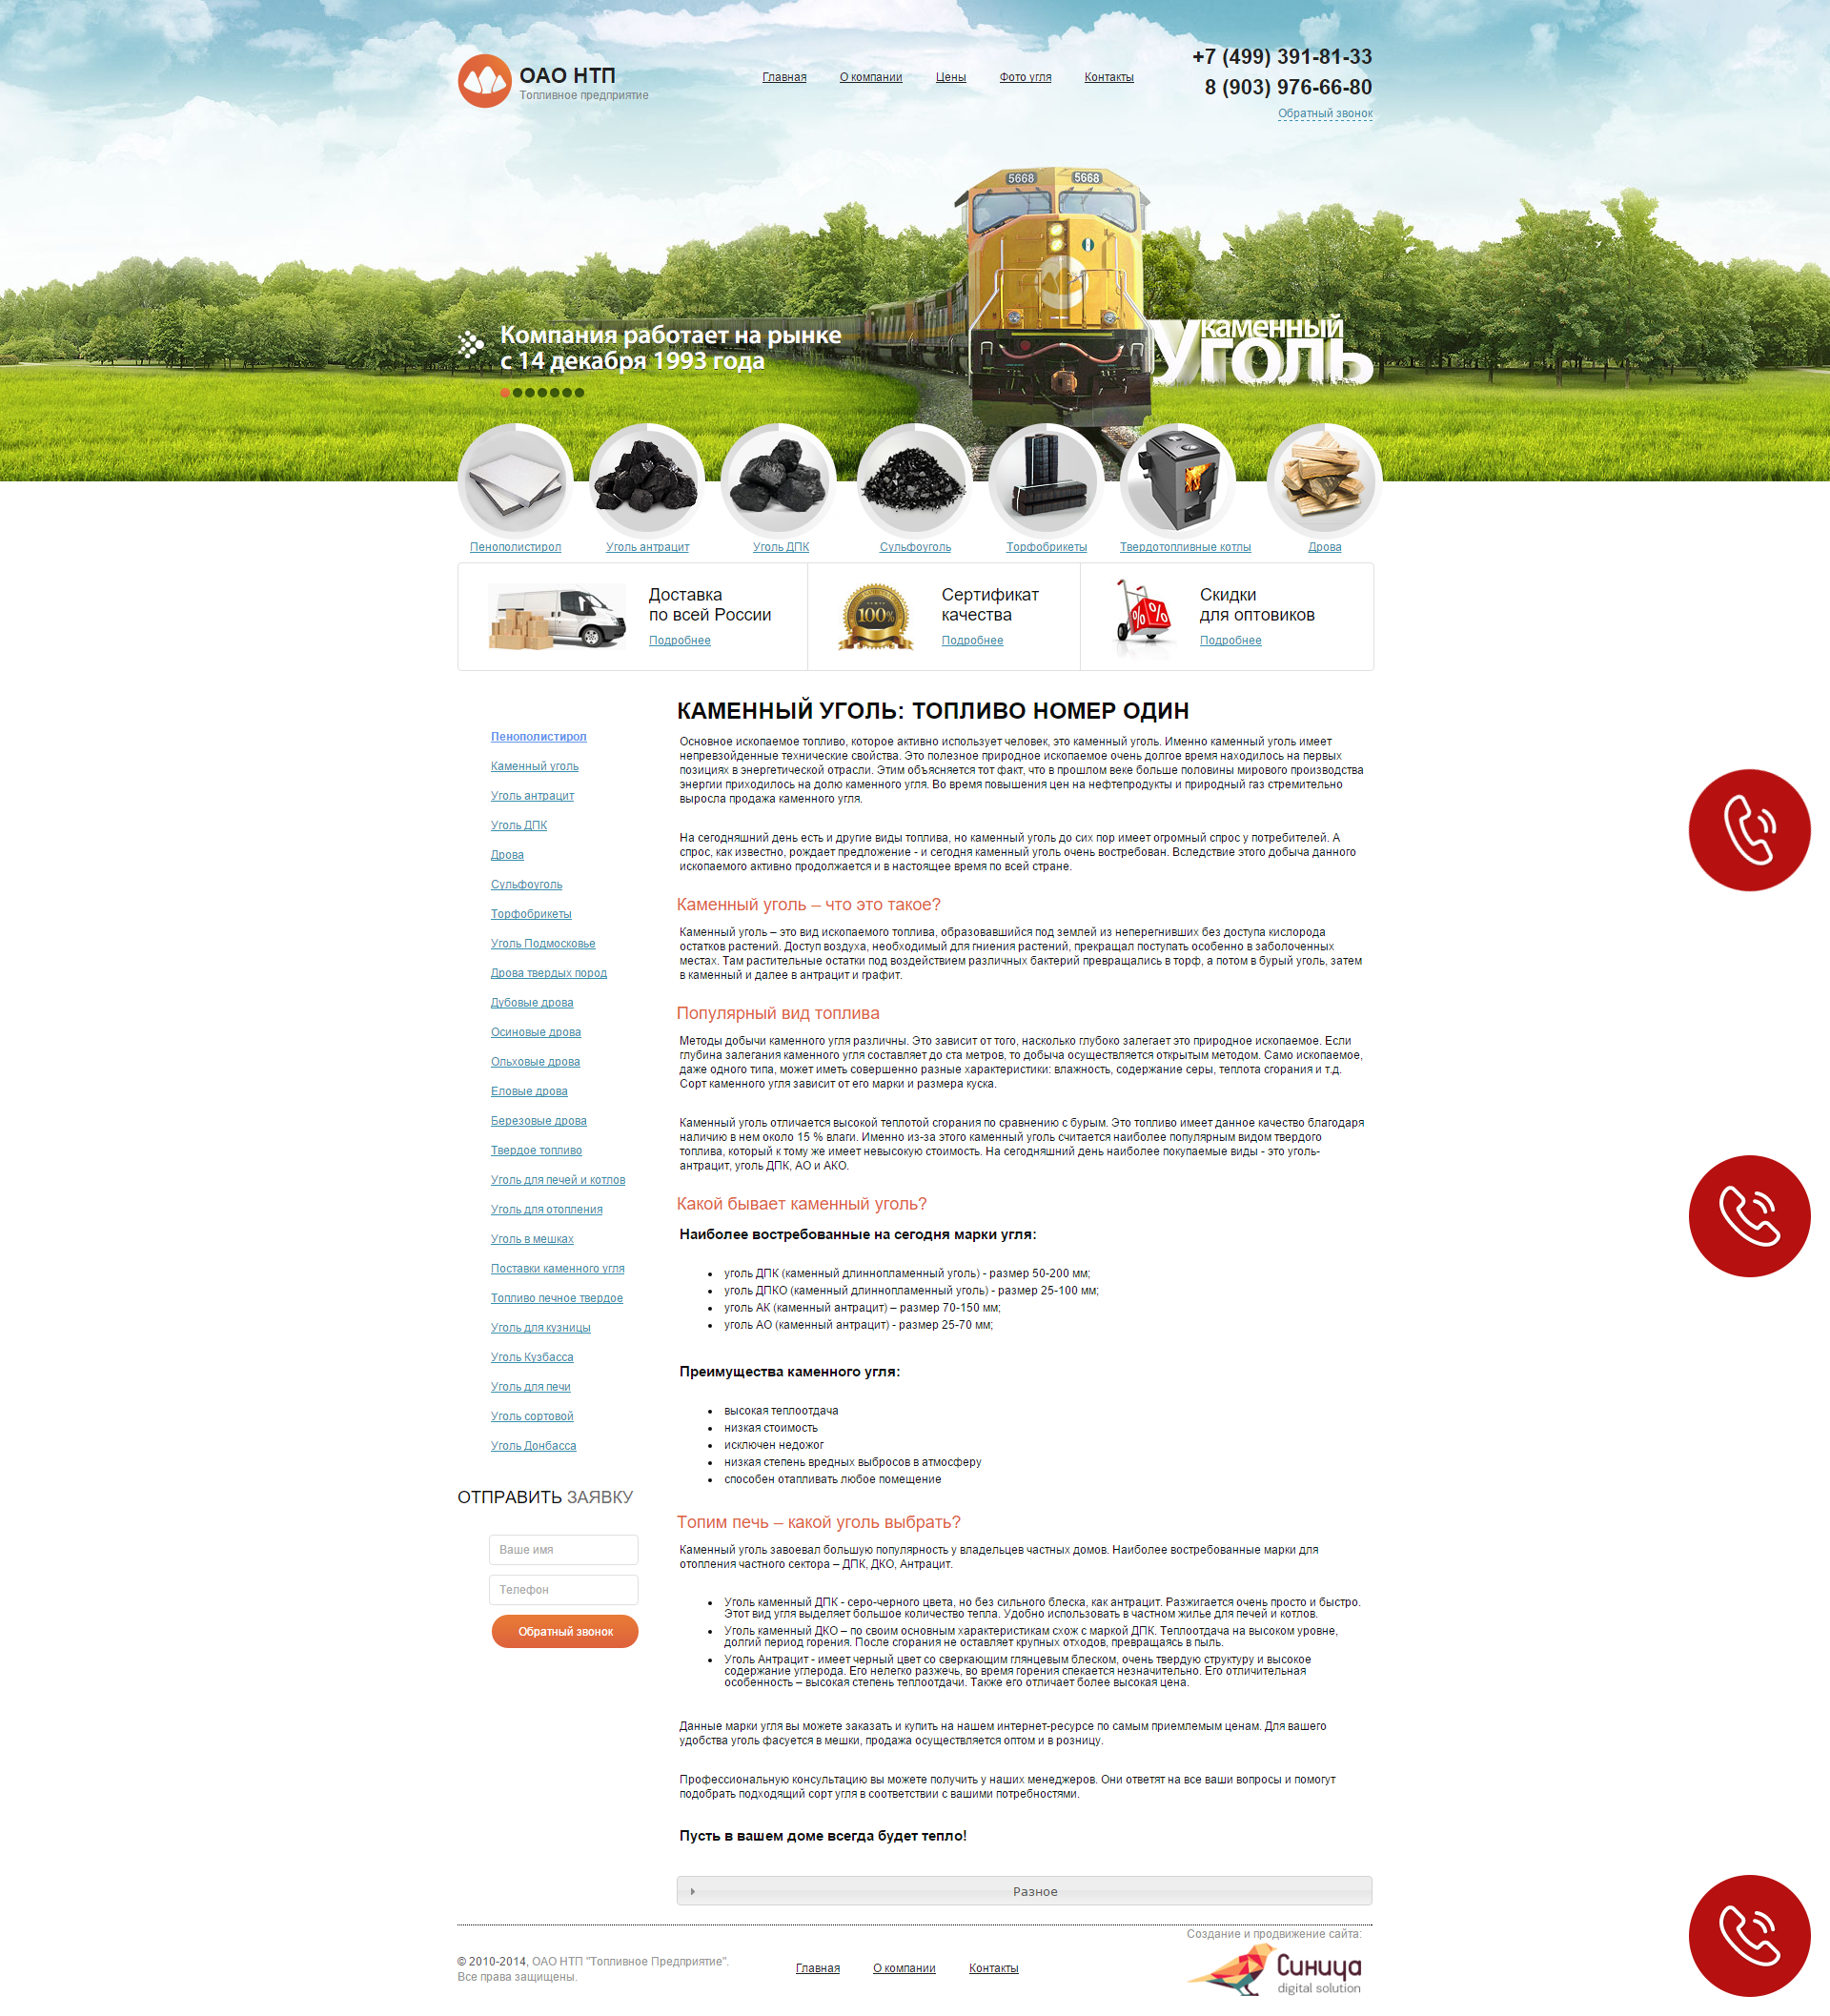 ОАО НТП
Топливное предприятие
Главная
О компании
Цены
Фото угля
Контакты
+7 (499) 391-81-33
8 (903) 976-66-80
Обратный звонок
5668
5668
Компания работает на рынке
с 14 декабря 1993 года
каменный
Уголь
Пенополистирол
Уголь антрацит
Уголь ДПК
Сульфоуголь
Торфобрикеты
Твердотопливные котлы
Дрова
Доставка
по всей России
Подробнее
100%
Сертификат
качества
Подробнее
% %
Скидки
для оптовиков
Подробнее
Пенополистирол
Каменный уголь
Уголь антрацит
Уголь ДПК
Дрова
Сульфоуголь
Торфобрикеты
Уголь Подмосковье
Дрова твердых пород
Дубовые дрова
Осиновые дрова
Ольховые дрова
Еловые дрова
Березовые дрова
Твердое топливо
Уголь для печей и котлов
Уголь для отопления
Уголь в мешках
Поставки каменного угля
Топливо печное твердое
Уголь для кузницы
Уголь Кузбасса
Уголь для печи
Уголь сортовой
Уголь Донбасса
ОТПРАВИТЬ ЗАЯВКУ
Ваше имя
Телефон
Обратный звонок
КАМЕННЫЙ УГОЛЬ: ТОПЛИВО НОМЕР ОДИН
Основное ископаемое топливо, которое активно использует человек, это каменный уголь. Именно каменный уголь имеет
непревзойденные технические свойства. Это полезное природное ископаемое очень долгое время находилось на первых
позициях в энергетической отрасли. Этим объясняется тот факт, что в прошлом веке больше половины мирового производства
энергии приходилось на долю каменного угля. Во время повышения цен на нефтепродукты и природный газ стремительно
выросла продажа каменного угля.
На сегодняшний день есть и другие виды топлива, но каменный уголь до сих пор имеет огромный спрос у потребителей. А
спрос, как известно, рождает предложение - и сегодня каменный уголь очень востребован. Вследствие этого добыча данного
ископаемого активно продолжается и в настоящее время по всей стране.
Каменный уголь – что это такое?
Каменный уголь – это вид ископаемого топлива, образовавшийся под землей из неперегнивших без доступа кислорода
остатков растений. Доступ воздуха, необходимый для гниения растений, прекращал поступать особенно в заболоченных
местах. Там растительные остатки под воздействием различных бактерий превращались в торф, а потом в бурый уголь, затем
в каменный и далее в антрацит и графит.
Популярный вид топлива
Методы добычи каменного угля различны. Это зависит от того, насколько глубоко залегает это природное ископаемое. Если
глубина залегания каменного угля составляет до ста метров, то добыча осуществляется открытым методом. Само ископаемое,
даже одного типа, может иметь совершенно разные характеристики: влажность, содержание серы, теплота сгорания и т.д.
Сорт каменного угля зависит от его марки и размера куска.
Каменный уголь отличается высокой теплотой сгорания по сравнению с бурым. Это топливо имеет данное качество благодаря
наличию в нем около 15 % влаги. Именно из-за этого каменный уголь считается наиболее популярным видом твердого
топлива, который к тому же имеет невысокую стоимость. На сегодняшний день наиболее покупаемые виды - это уголь-
антрацит, уголь ДПК, АО и АКО.
Какой бывает каменный уголь?
Наиболее востребованные на сегодня марки угля:
уголь ДПК (каменный длиннопламенный уголь) - размер 50-200 мм;
уголь ДПКО (каменный длиннопламенный уголь) - размер 25-100 мм;
уголь АК (каменный антрацит) – размер 70-150 мм;
уголь АО (каменный антрацит) - размер 25-70 мм;
Преимущества каменного угля:
высокая теплоотдача
низкая стоимость
исключен недожог
низкая степень вредных выбросов в атмосферу
способен отапливать любое помещение
Топим печь – какой уголь выбрать?
Каменный уголь завоевал большую популярность у владельцев частных домов. Наиболее востребованные марки для
отопления частного сектора – ДПК, ДКО, Антрацит.
Уголь каменный ДПК - серо-черного цвета, но без сильного блеска, как антрацит. Разжигается очень просто и быстро.
Этот вид угля выделяет большое количество тепла. Удобно использовать в частном жилье для печей и котлов.
Уголь каменный ДКО – по своим основным характеристикам схож с маркой ДПК. Теплоотдача на высоком уровне,
долгий период горения. После сгорания не оставляет крупных отходов, превращаясь в пыль.
Уголь Антрацит - имеет черный цвет со сверкающим глянцевым блеском, очень твердую структуру и высокое
содержание углерода. Его нелегко разжечь, во время горения спекается незначительно. Его отличительная
особенность – высокая степень теплоотдачи. Также его отличает более высокая цена.
Данные марки угля вы можете заказать и купить на нашем интернет-ресурсе по самым приемлемым ценам. Для вашего
удобства уголь фасуется в мешки, продажа осуществляется оптом и в розницу.
Профессиональную консультацию вы можете получить у наших менеджеров. Они ответят на все ваши вопросы и помогут
подобрать подходящий сорт угля в соответствии с вашими потребностями.
Пусть в вашем доме всегда будет тепло!
Разное
© 2010-2014, ОАО НТП "Топливное Предприятие".
Все права защищены.
Главная
О компании
Контакты
Создание и продвижение сайта:
Синица
digital solution